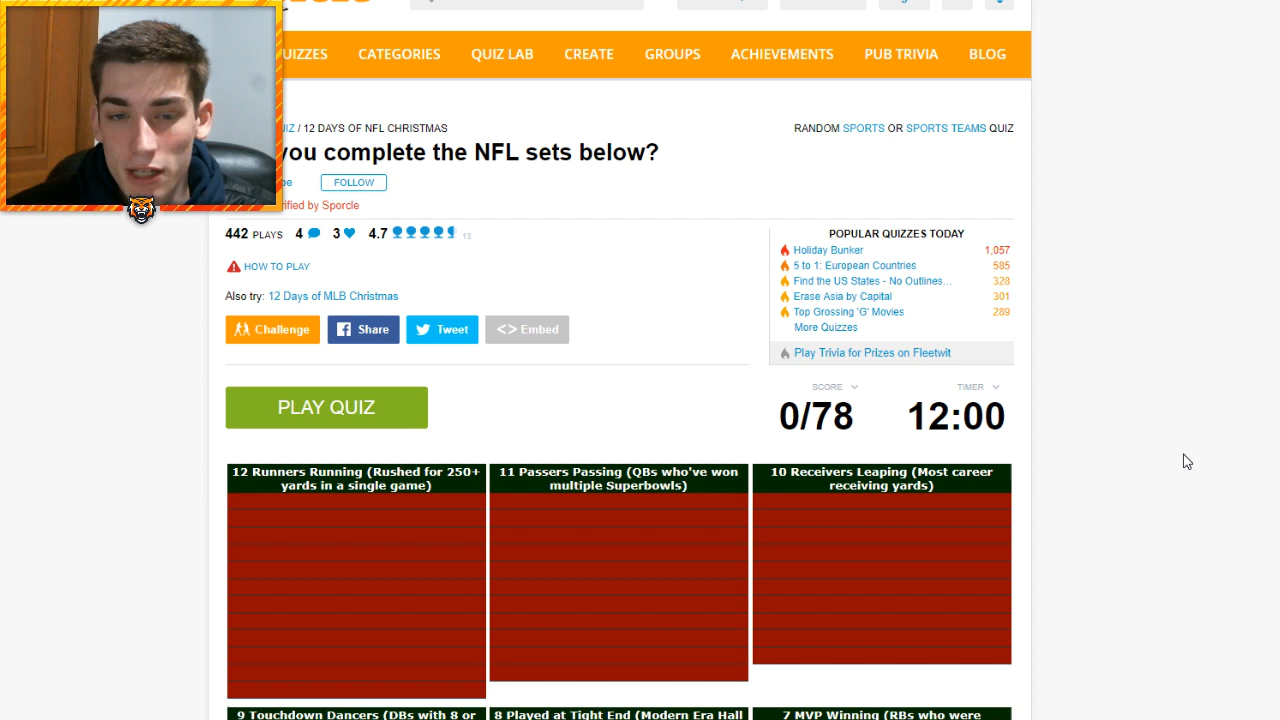 UIZZES CATEGORIES QUIZ LAB CREATE GROUPS ACHIEVEMENTS PUB TRIVIA BLOG
IZ / 12 DAYS OF NFL CHRISTMAS
RANDOM SPORTS OR SPORTS TEAMS QUIZ
you complete the NFL sets below?
pe FOLLOW
rified by Sporcle
442 PLAYS 4 3 4.7 13
HOW TO PLAY
Also try: 12 Days of MLB Christmas
Challenge Share Tweet <> Embed
POPULAR QUIZZES TODAY
Holiday Bunker 1,057
5 to 1: European Countries 585
Find the US States - No Outlines... 328
Erase Asia by Capital 301
Top Grossing 'G' Movies 289
More Quizzes
Play Trivia for Prizes on Fleetwit
PLAY QUIZ
SCORE TIMER
0/78 12:00
12 Runners Running (Rushed for 250+
yards in a single game)
11 Passers Passing (QBs who've won
multiple Superbowls)
10 Receivers Leaping (Most career
receiving yards)
9 Touchdown Dancers (DBs with 8 or
8 Played at Tight End (Modern Era Hall
7 MVP Winning (RBs who were